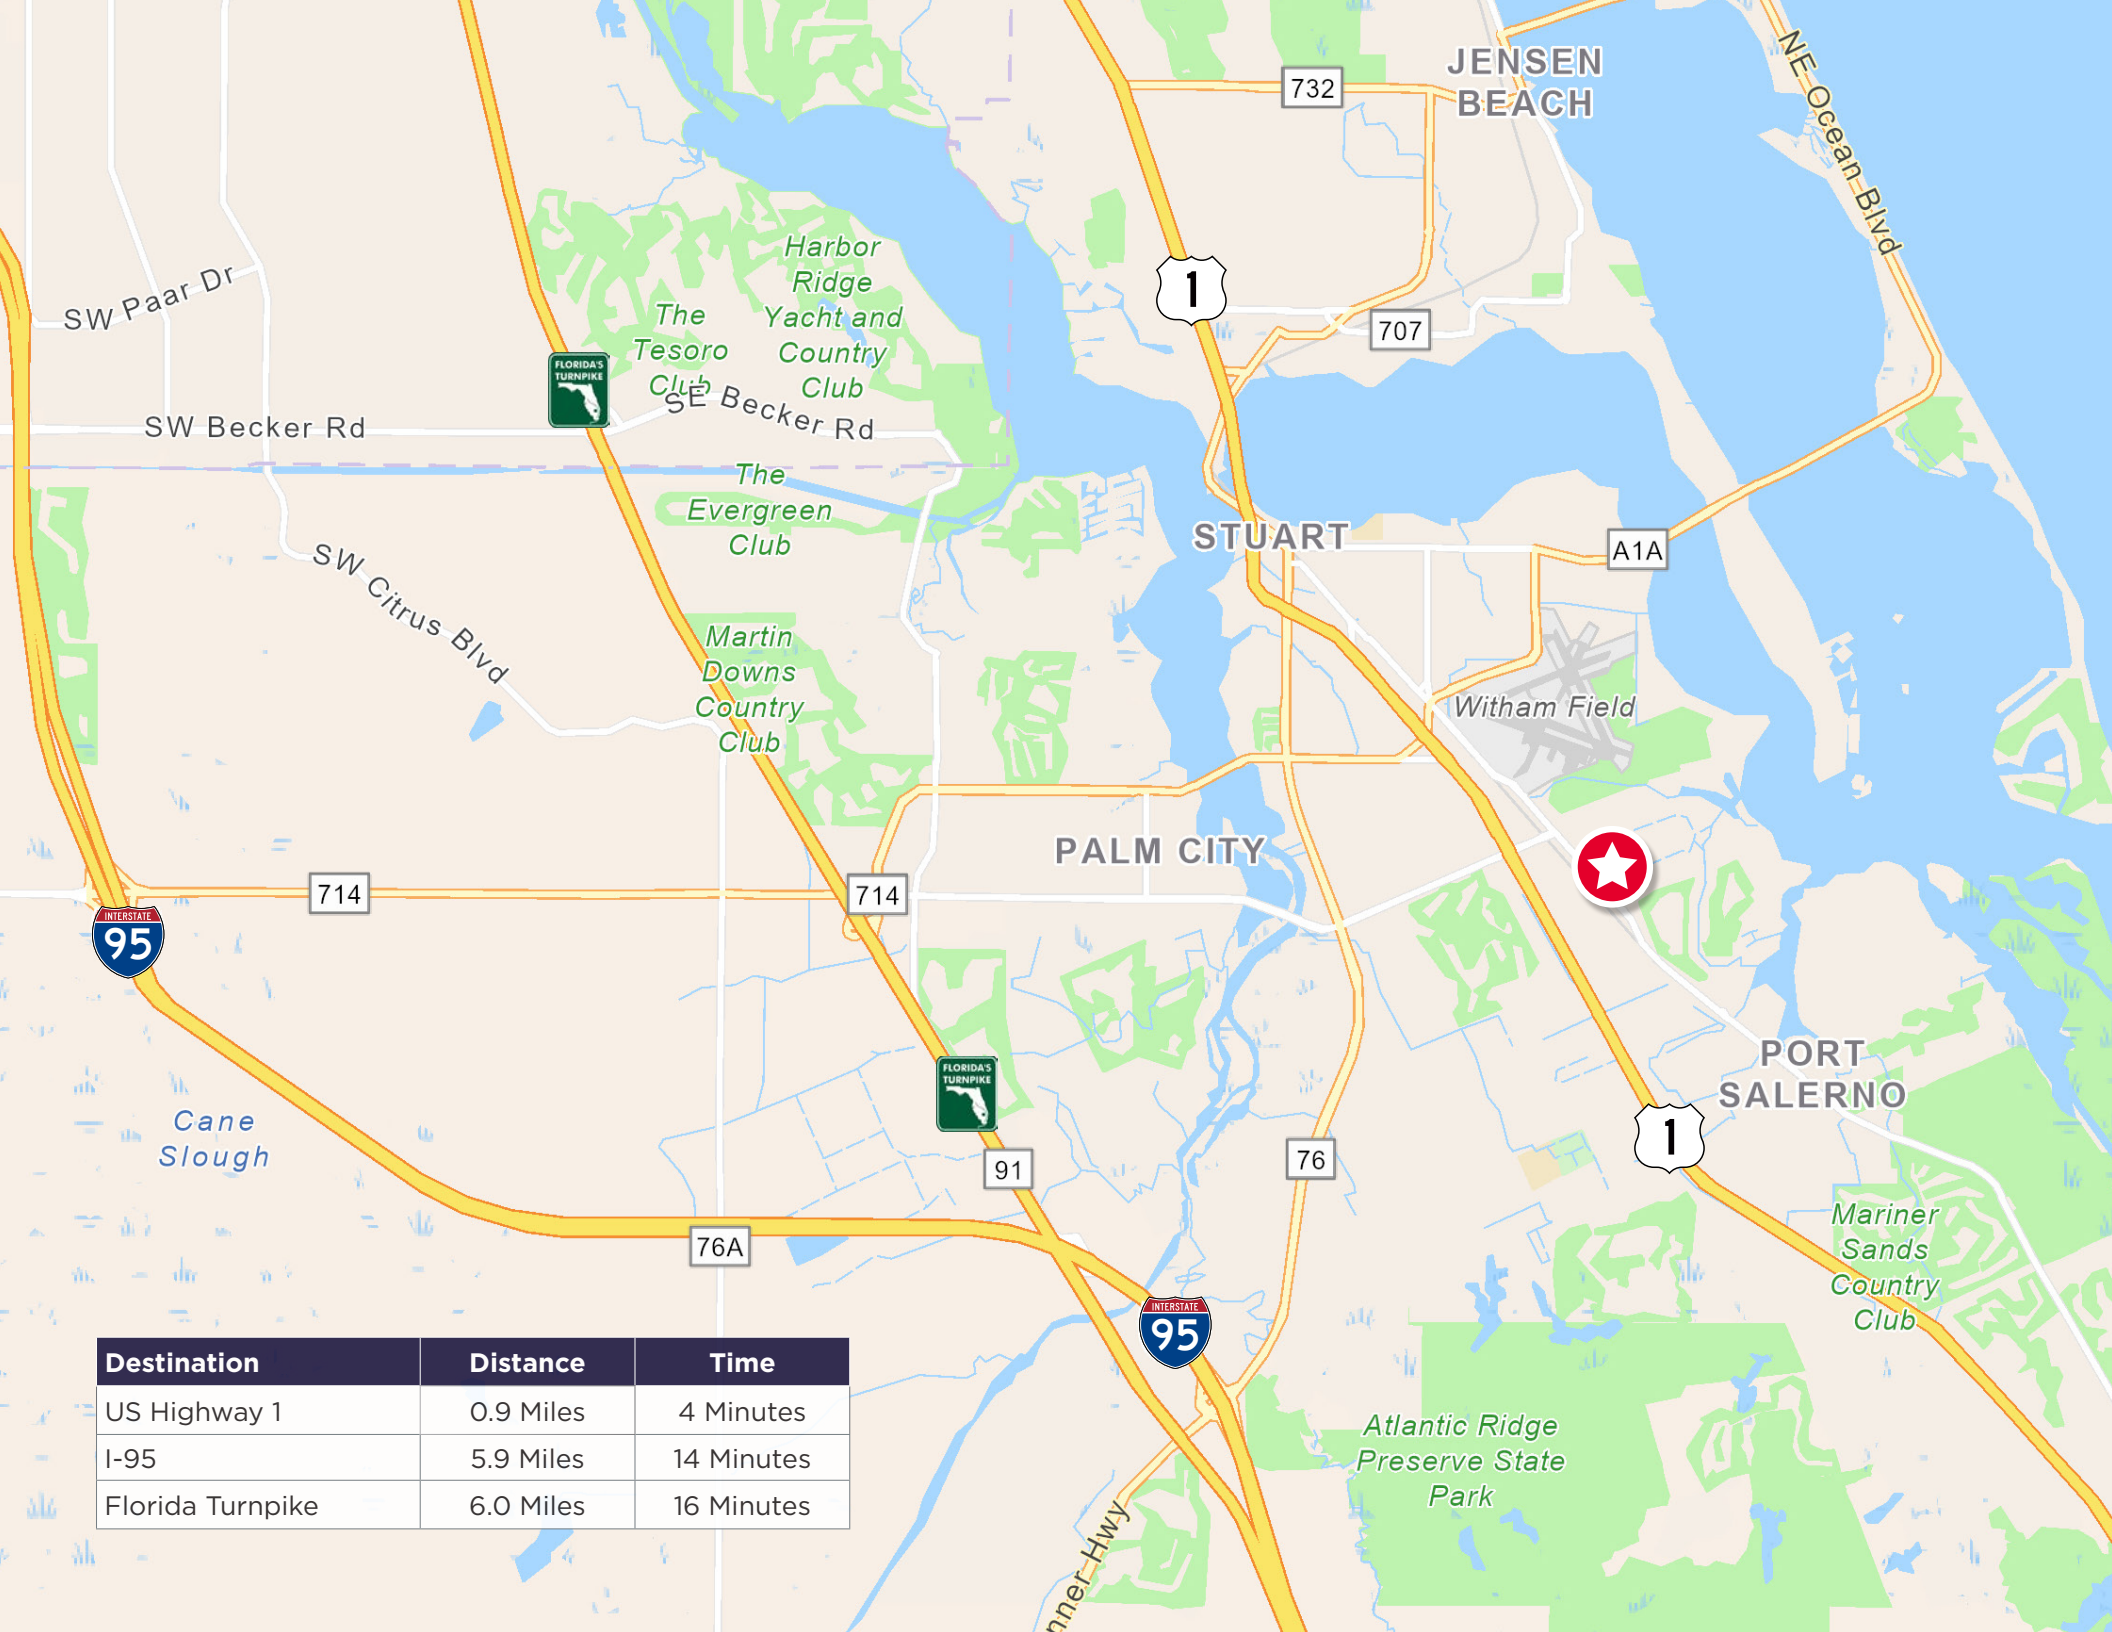 JENSEN
BEACH
732
NE Ocean Blvd
1
707
Harbor
Ridge
Yacht and
Country
Club
The
Tesoro
Club
SW Paar Dr
FLORIDA'S
TURNPIKE
SW Becker Rd
SE Becker Rd
The
Evergreen
Club
STUART
A1A
SW Citrus Blvd
Martin
Downs
Country
Club
Witham Field
PALM CITY
714
714
INTERSTATE
95
FLORIDA'S
TURNPIKE
PORT
SALERNO
Cane
Slough
91
76
1
76A
Mariner
Sands
Country
Club
INTERSTATE
95
Destination Distance Time
US Highway 1 0.9 Miles 4 Minutes
I-95 5.9 Miles 14 Minutes
Florida Turnpike 6.0 Miles 16 Minutes
Atlantic Ridge
Preserve State
Park
nner Hwy